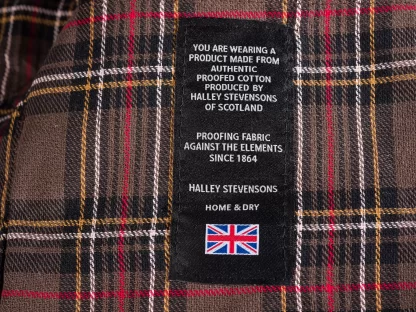 YOU ARE WEARING A
PRODUCT MADE FROM
AUTHENTIC
PROOFED COTTON
PRODUCED BY
HALLEY STEVENSONS
OF SCOTLAND
PROOFING FABRIC
AGAINST THE ELEMENTS
SINCE 1864
HALLEY STEVENSONS
HOME & DRY